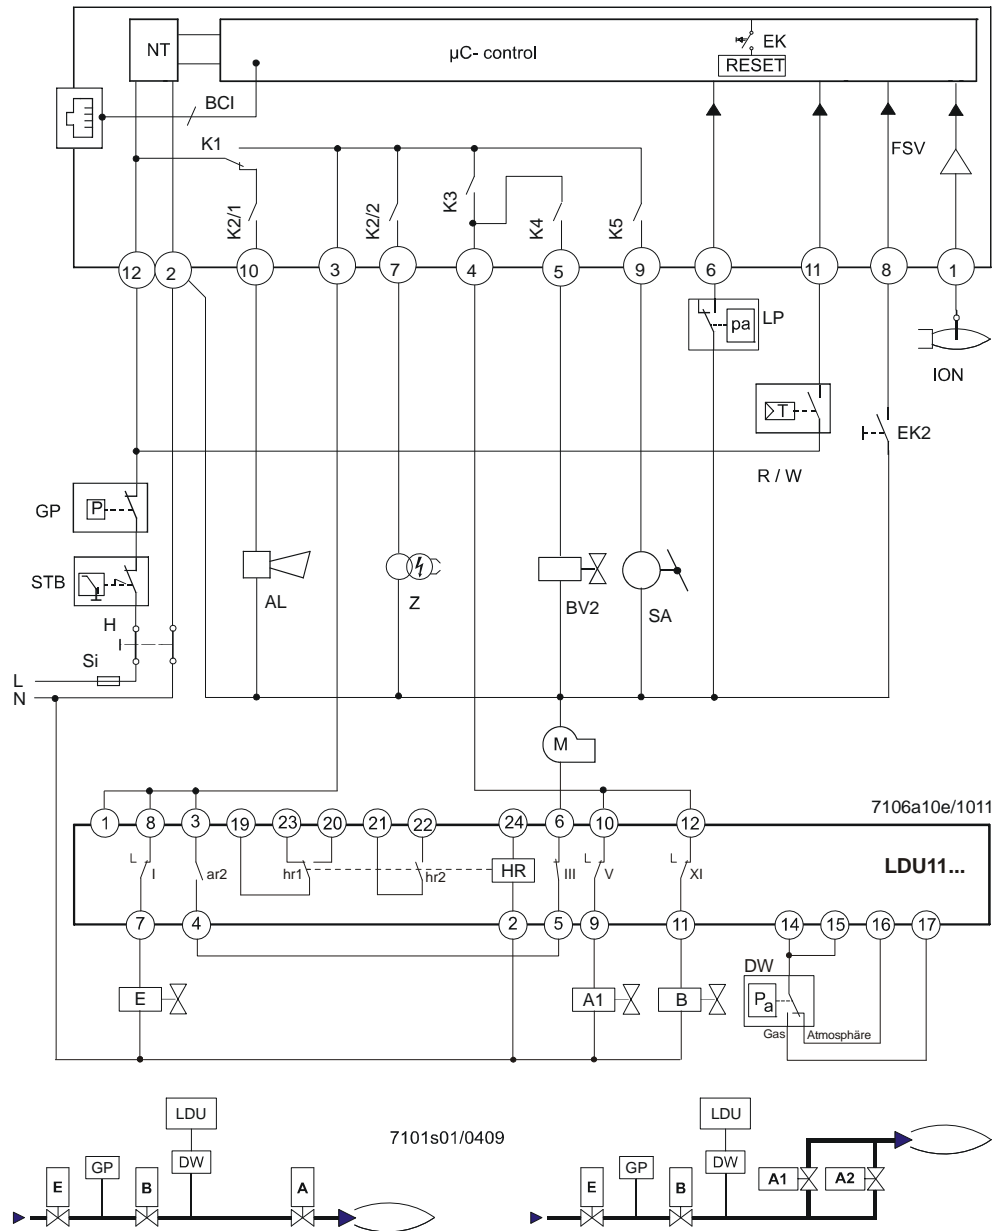 NT
µC- control
EK
RESET
BCI
K1
FSV
K2/1
K2/2
K3
K4
K5
12
2
10
3
7
4
5
9
6
11
8
1
pa
LP
ION
T
EK2
R / W
GP
P
STB
AL
Z
BV2
SA
H
Si
L
N
M
7106a10e/1011
1
8
3
19
23
20
21
22
24
6
10
12
LDU11...
L
I
ar2
hr1
hr2
HR
III
L
V
L
XI
7
4
2
5
9
11
14
15
16
17
DW
E
A1
B
Pa
Gas
Atmosphäre
LDU
7101s01/0409
LDU
E
GP
B
DW
A
E
GP
B
DW
A1
A2